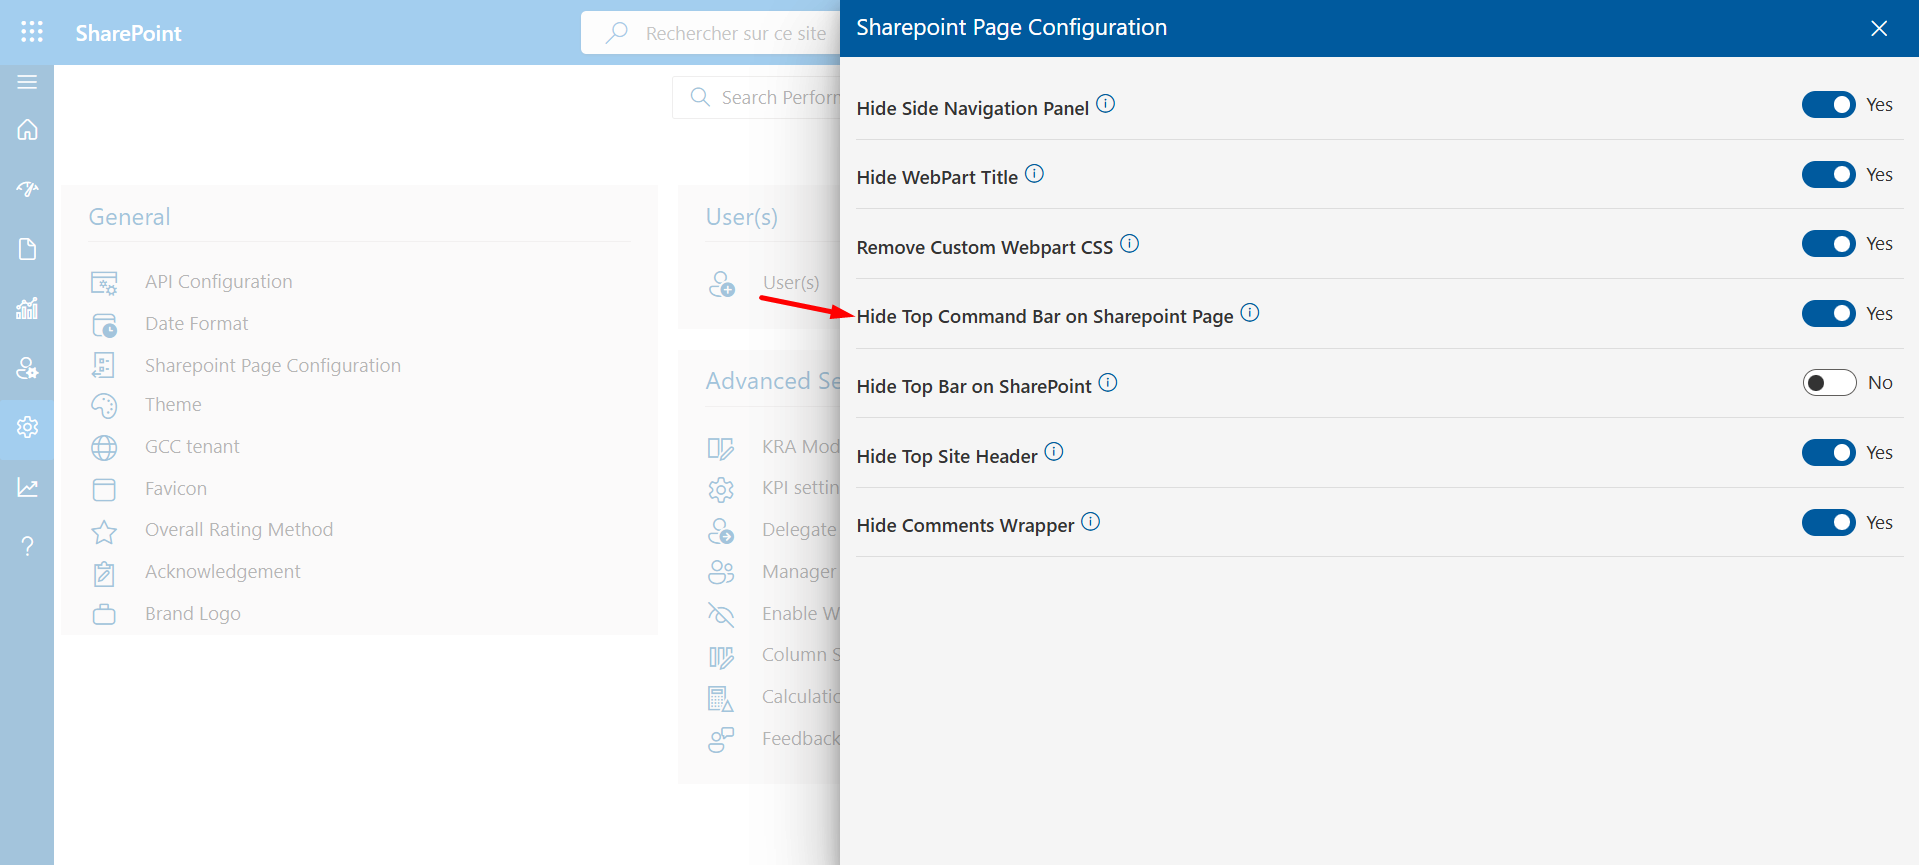 SharePoint
Rechercher sur ce site
Search Perfor
General
API Configuration
Date Format
Sharepoint Page Configuration
Theme
GCC tenant
Favicon
Overall Rating Method
Acknowledgement
Brand Logo
User(s)
User(s)
Advanced Se
KRA Mod
KPI settin
Delegate
Manager
Enable W
Column S
Calculatio
Feedback
Sharepoint Page Configuration
Hide Side Navigation Panel Yes
Hide WebPart Title Yes
Remove Custom Webpart CSS Yes
Hide Top Command Bar on Sharepoint Page Yes
Hide Top Bar on SharePoint No
Hide Top Site Header Yes
Hide Comments Wrapper Yes